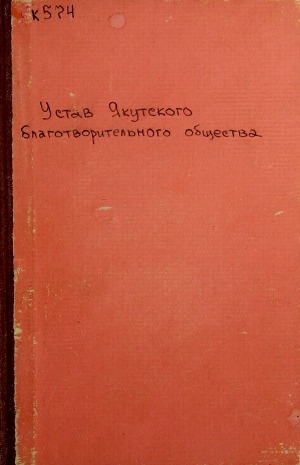 К574
Устав Якутского
благотворительного общества